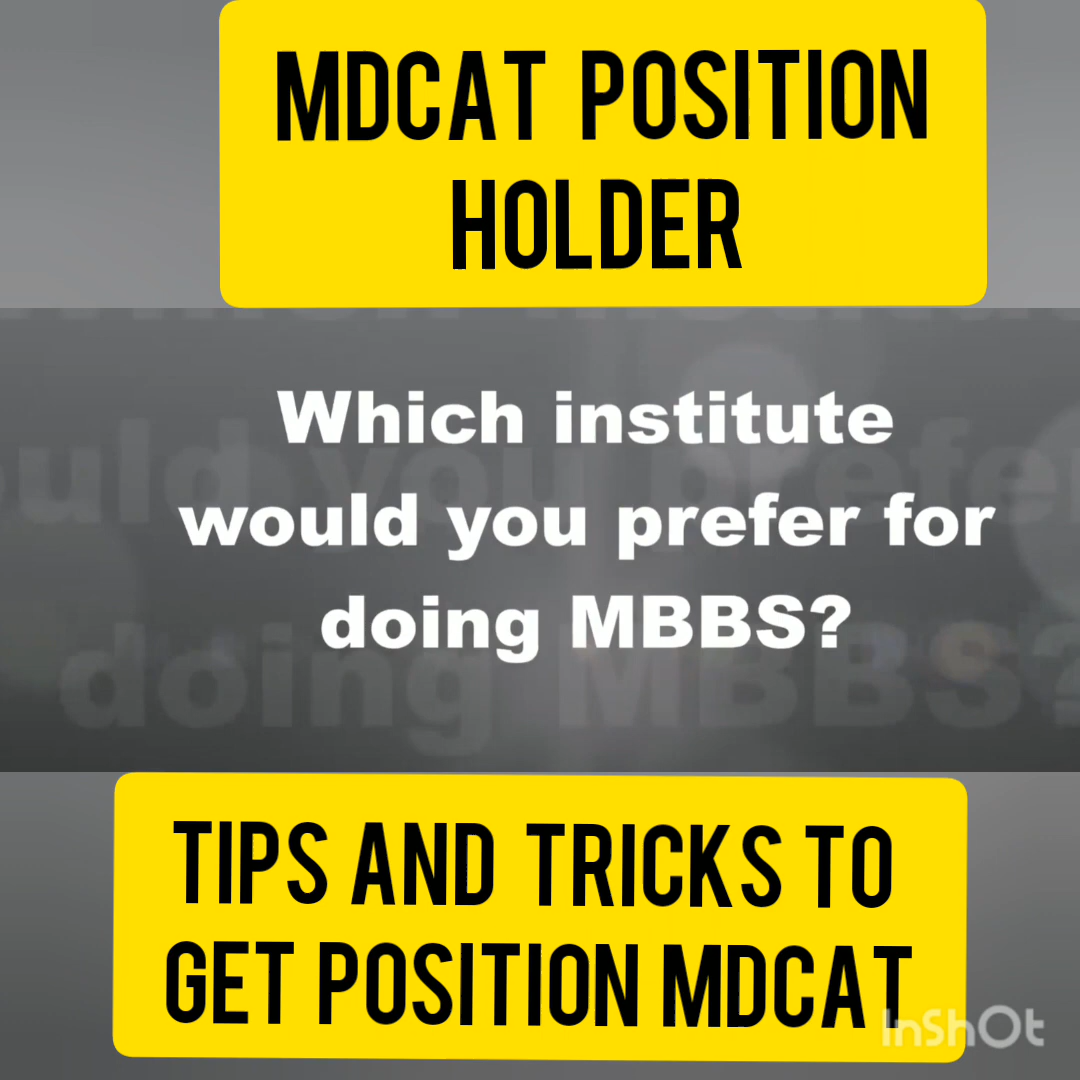 MDCAT POSITION
HOLDER
Which institute
would you prefer for
doing MBBS?
TIPS AND TRICKS TO
GET POSITION MDCAT
InShOt